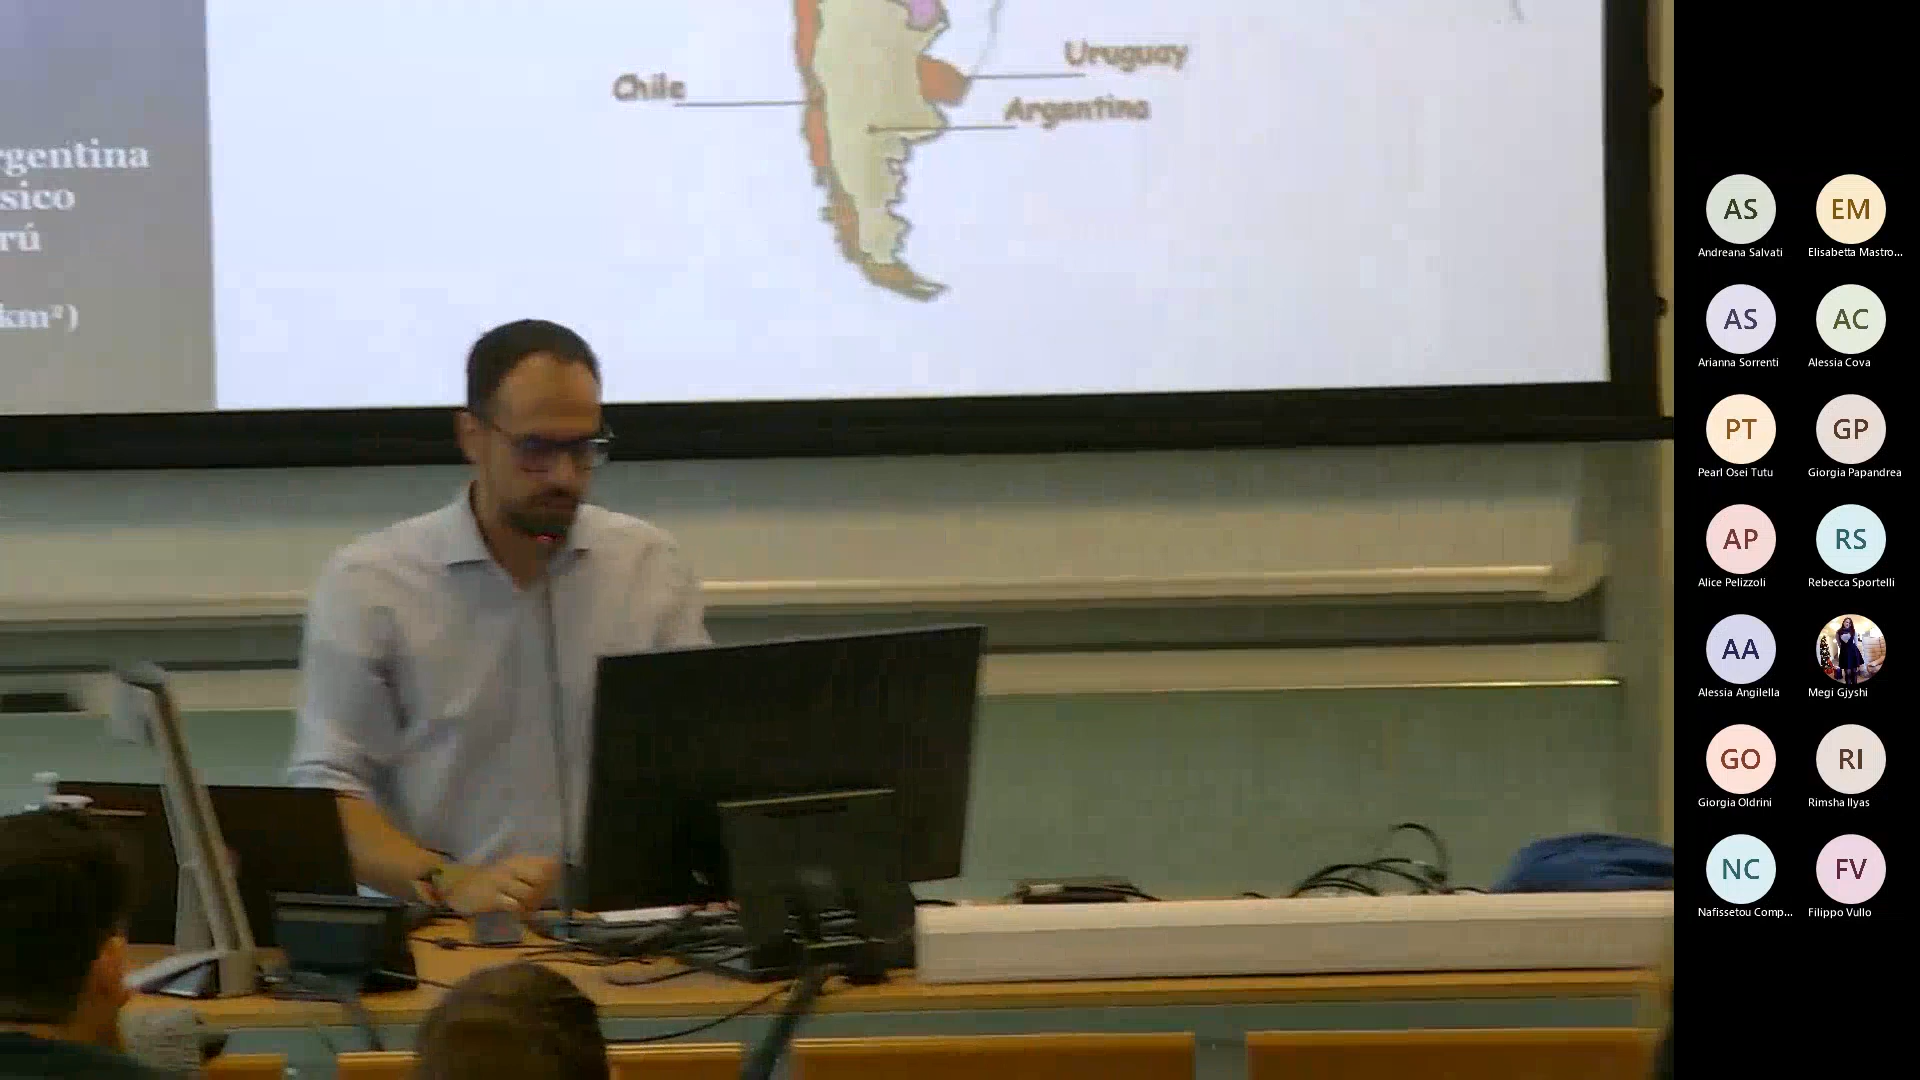 Uruguay
Chile
Argentina
rgentina
sico
rú
km²)
AS
EM
Andreana Salvati
Elisabetta Mastro...
AS
AC
Arianna Sorrenti
Alessia Cova
PT
GP
Pearl Osei Tutu
Giorgia Papandrea
AP
RS
Alice Pelizzoli
Rebecca Sportelli
AA
Alessia Angilella
Megi Gjyshi
GO
RI
Giorgia Oldrini
Rimsha Ilyas
NC
FV
Nafissetou Comp...
Filippo Vullo